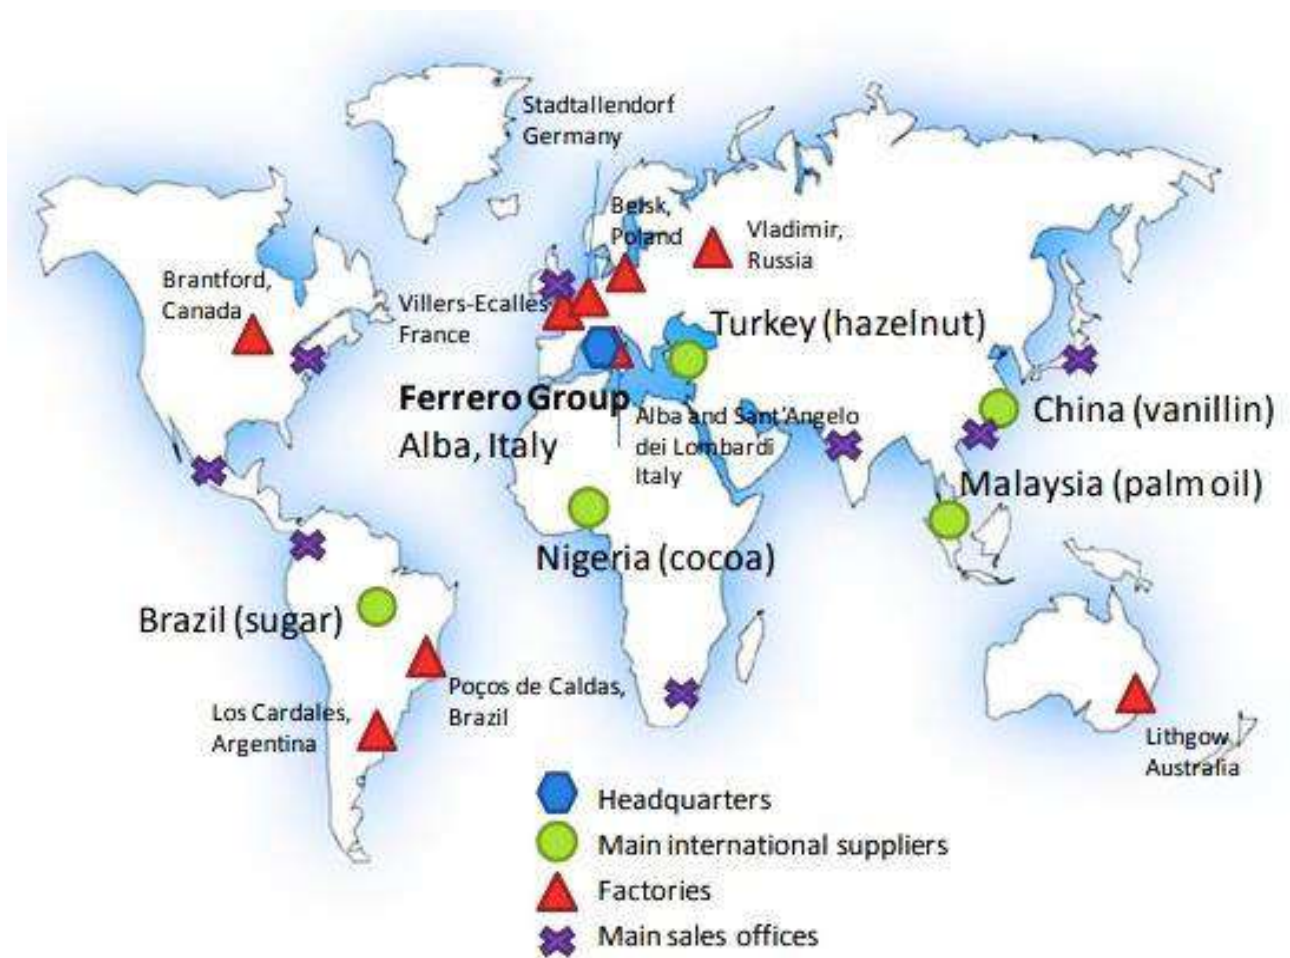 Stadtallendorf
Germany
Belsk,
Poland
Vladimir,
Russia
Brantford,
Canada
Villers-Ecalles
France
Turkey (hazelnut)
Ferrero Group
Alba, Italy
Alba and Sant'Angelo
dei Lombardi
Italy
China (vanillin)
Malaysia (palm oil)
Nigeria (cocoa)
Brazil (sugar)
Poços de Caldas,
Brazil
Los Cardales,
Argentina
Lithgow
Australia
Headquarters
Main international suppliers
Factories
Main sales offices